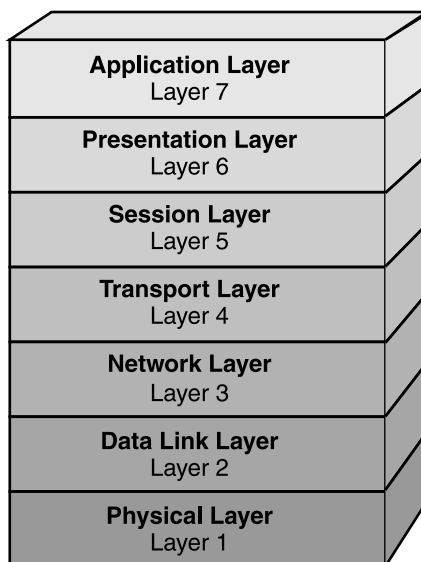 Application Layer
Layer 7
Presentation Layer
Layer 6
Session Layer
Layer 5
Transport Layer
Layer 4
Network Layer
Layer 3
Data Link Layer
Layer 2
Physical Layer
Layer 1